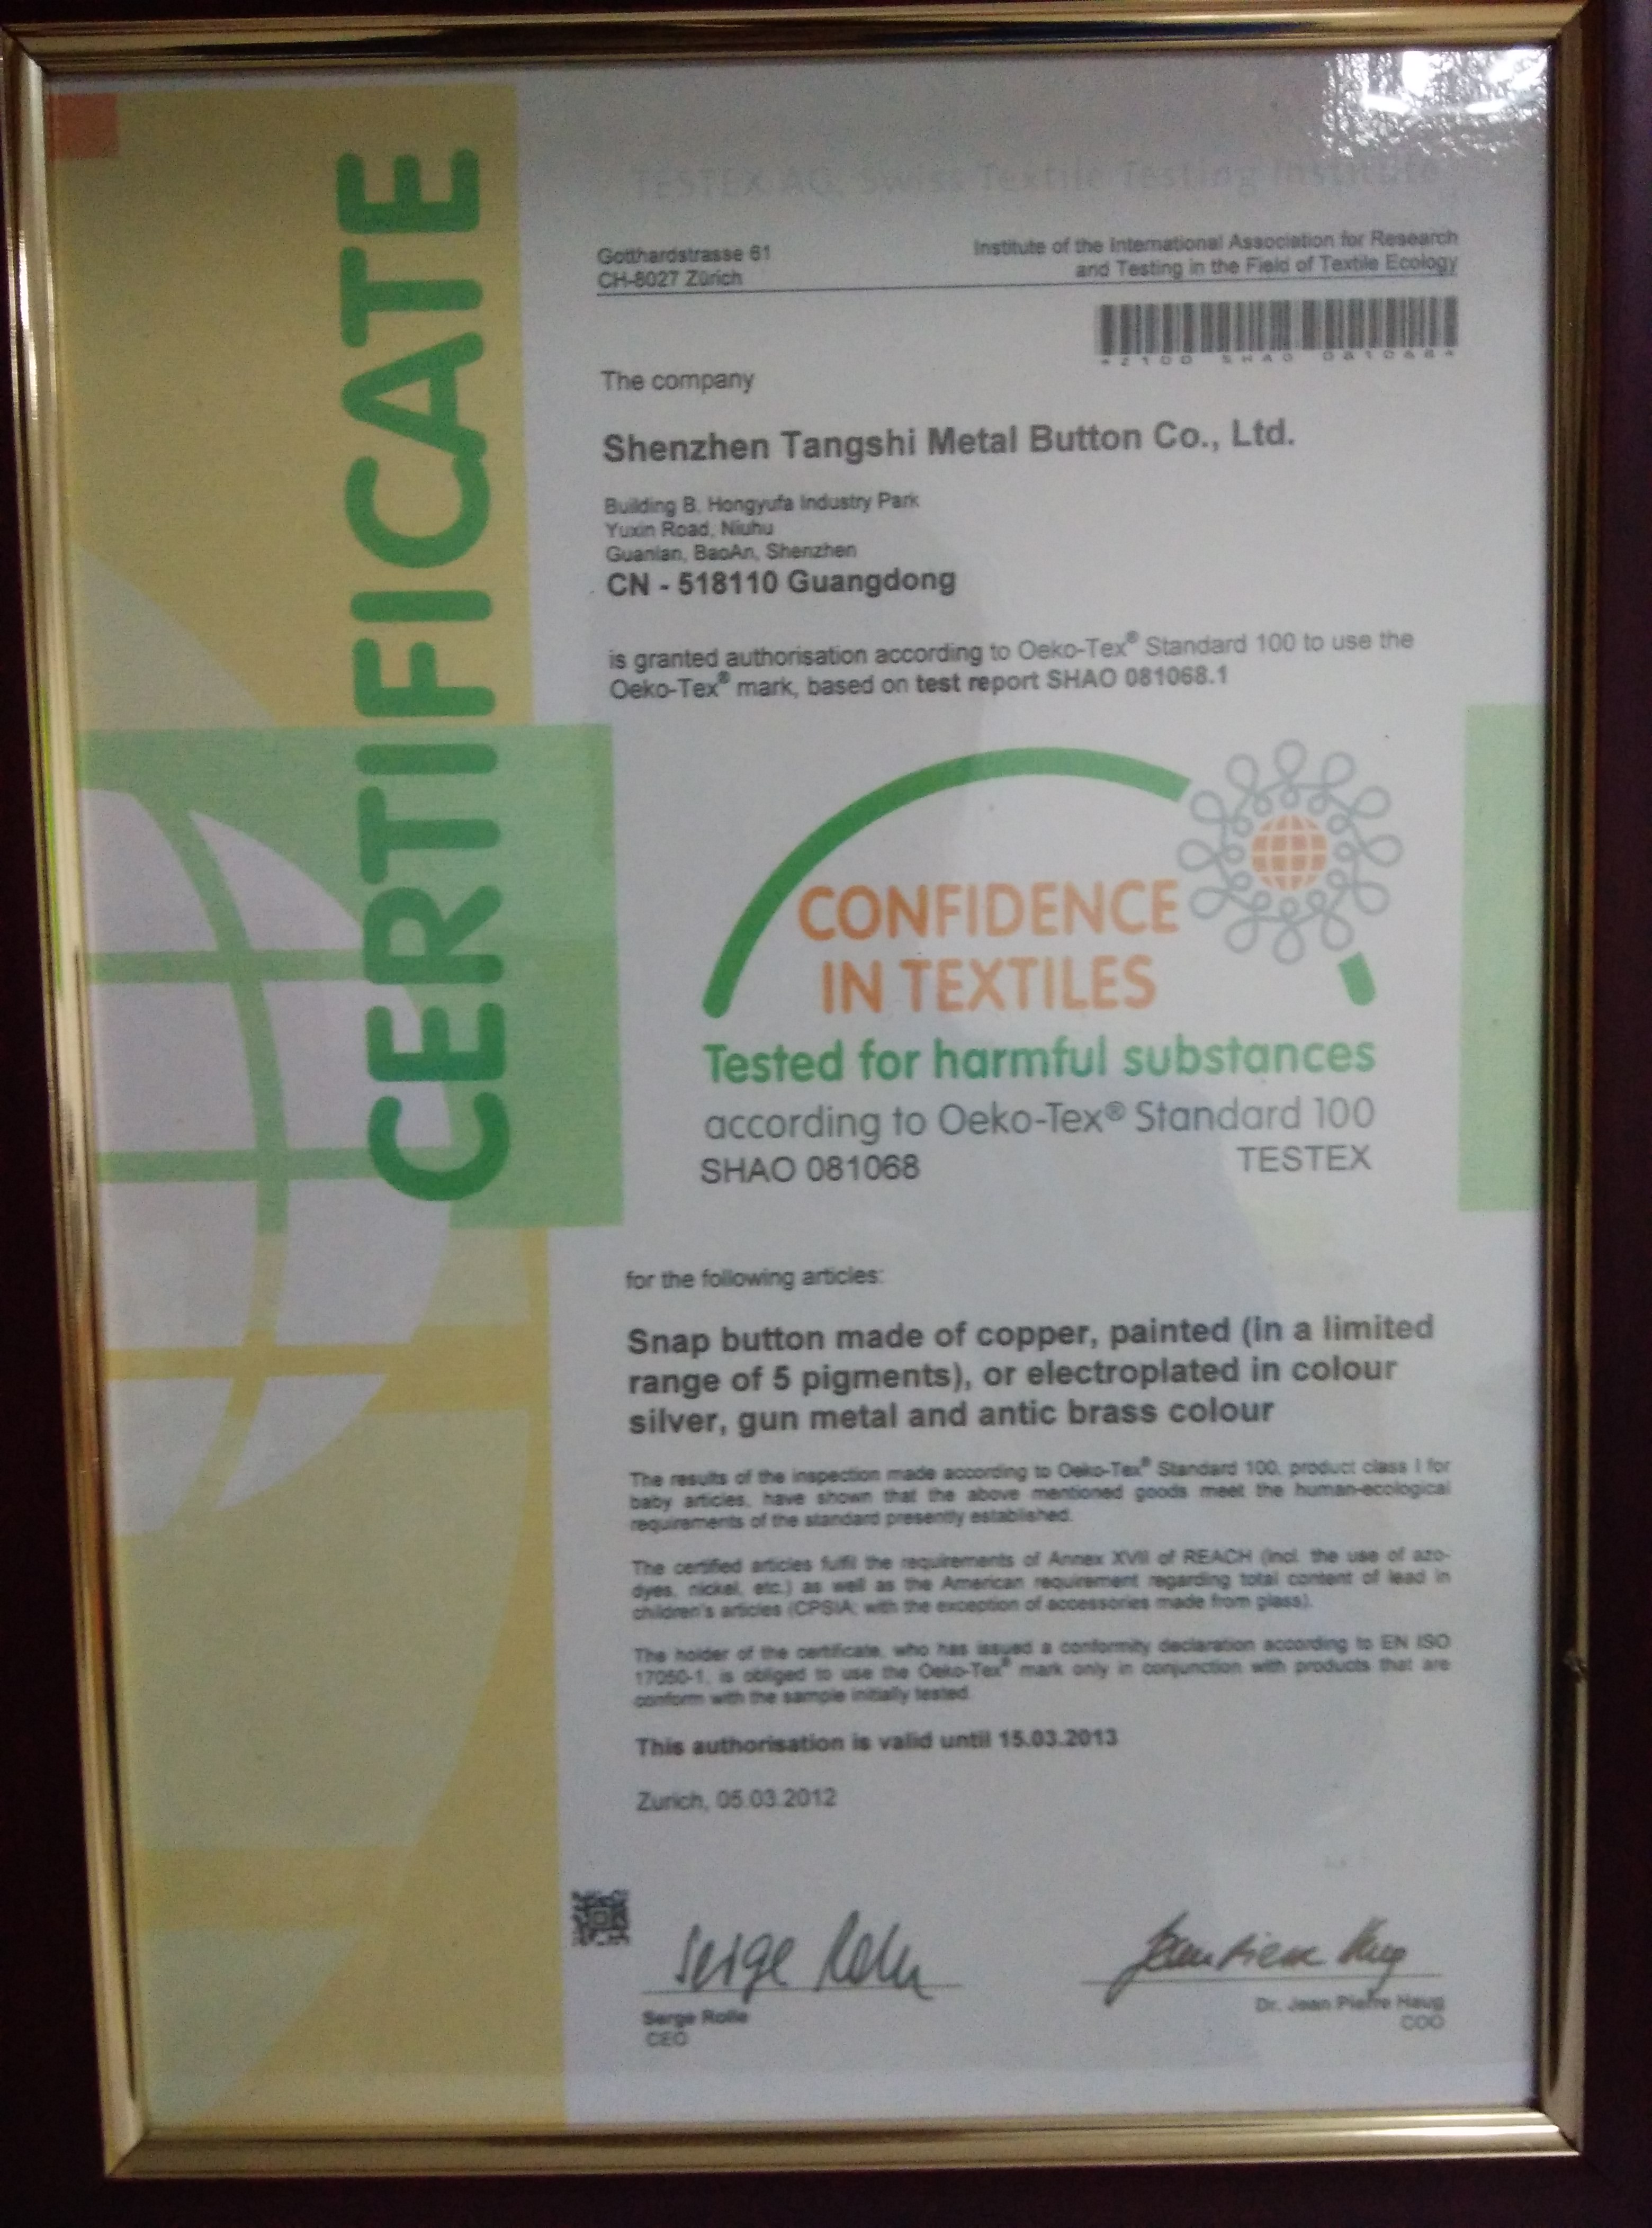 CERTIFICATE
TESTEX AG, Swiss Textile Testing Institute
Gotthardstrasse 61
CH-8027 Zürich
Institute of the International Association for Research
and Testing in the Field of Textile Ecology
*2100 SHAO 081068*
The company
Shenzhen Tangshi Metal Button Co., Ltd.
Building B, Hongyufa Industry Park
Yuxin Road, Niuhu
Guanlan, BaoAn, Shenzhen
CN - 518110 Guangdong
is granted authorisation according to Oeko-Tex® Standard 100 to use the
Oeko-Tex® mark, based on test report SHAO 081068.1
CONFIDENCE
IN TEXTILES
Tested for harmful substances
according to Oeko-Tex® Standard 100
SHAO 081068 TESTEX
for the following articles:
Snap button made of copper, painted (in a limited
range of 5 pigments), or electroplated in colour
silver, gun metal and antic brass colour
The results of the inspection made according to Oeko-Tex® Standard 100, product class I for
baby articles, have shown that the above mentioned goods meet the human-ecological
requirements of the standard presently established.
The certified articles fulfil the requirements of Annex XVII of REACH (incl. the use of azo-
dyes, nickel, etc.) as well as the American requirement regarding total content of lead in
children's articles (CPSIA; with the exception of accessories made from glass).
The holder of the certificate, who has issued a conformity declaration according to EN ISO
17050-1, is obliged to use the Oeko-Tex® mark only in conjunction with products that are
conform with the sample initially tested.
This authorisation is valid until 15.03.2013
Zurich, 05.03.2012
Serge Rolle
CEO
Dr. Jean Pierre Haug
COO